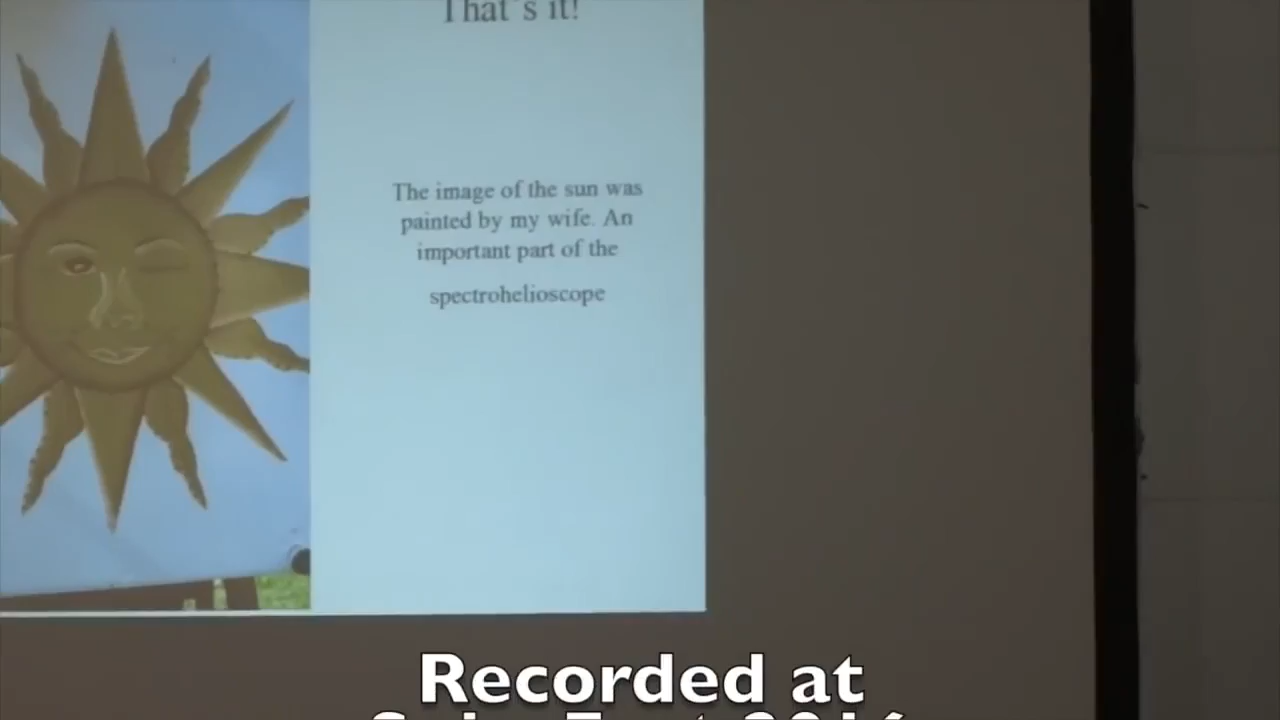 That's it!
The image of the sun was
painted by my wife. An
important part of the
spectrohelioscope
Recorded at